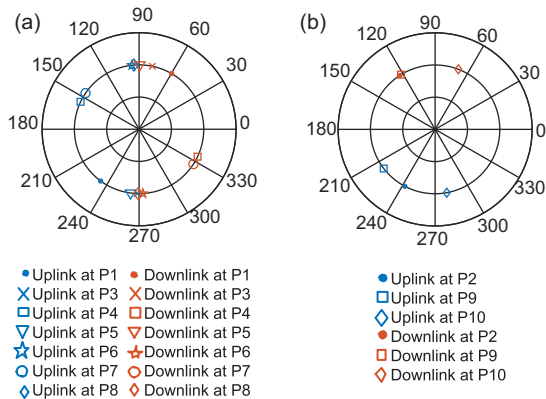 (a)
(b)
90
120
60
150
30
180
0
210
330
240
300
270
90
120
60
150
30
180
0
210
330
240
300
270
Uplink at P1
Downlink at P1
Uplink at P3
Downlink at P3
Uplink at P4
Downlink at P4
Uplink at P5
Downlink at P5
Uplink at P6
Downlink at P6
Uplink at P7
Downlink at P7
Uplink at P8
Downlink at P8
Uplink at P2
Uplink at P9
Uplink at P10
Downlink at P2
Downlink at P9
Downlink at P10